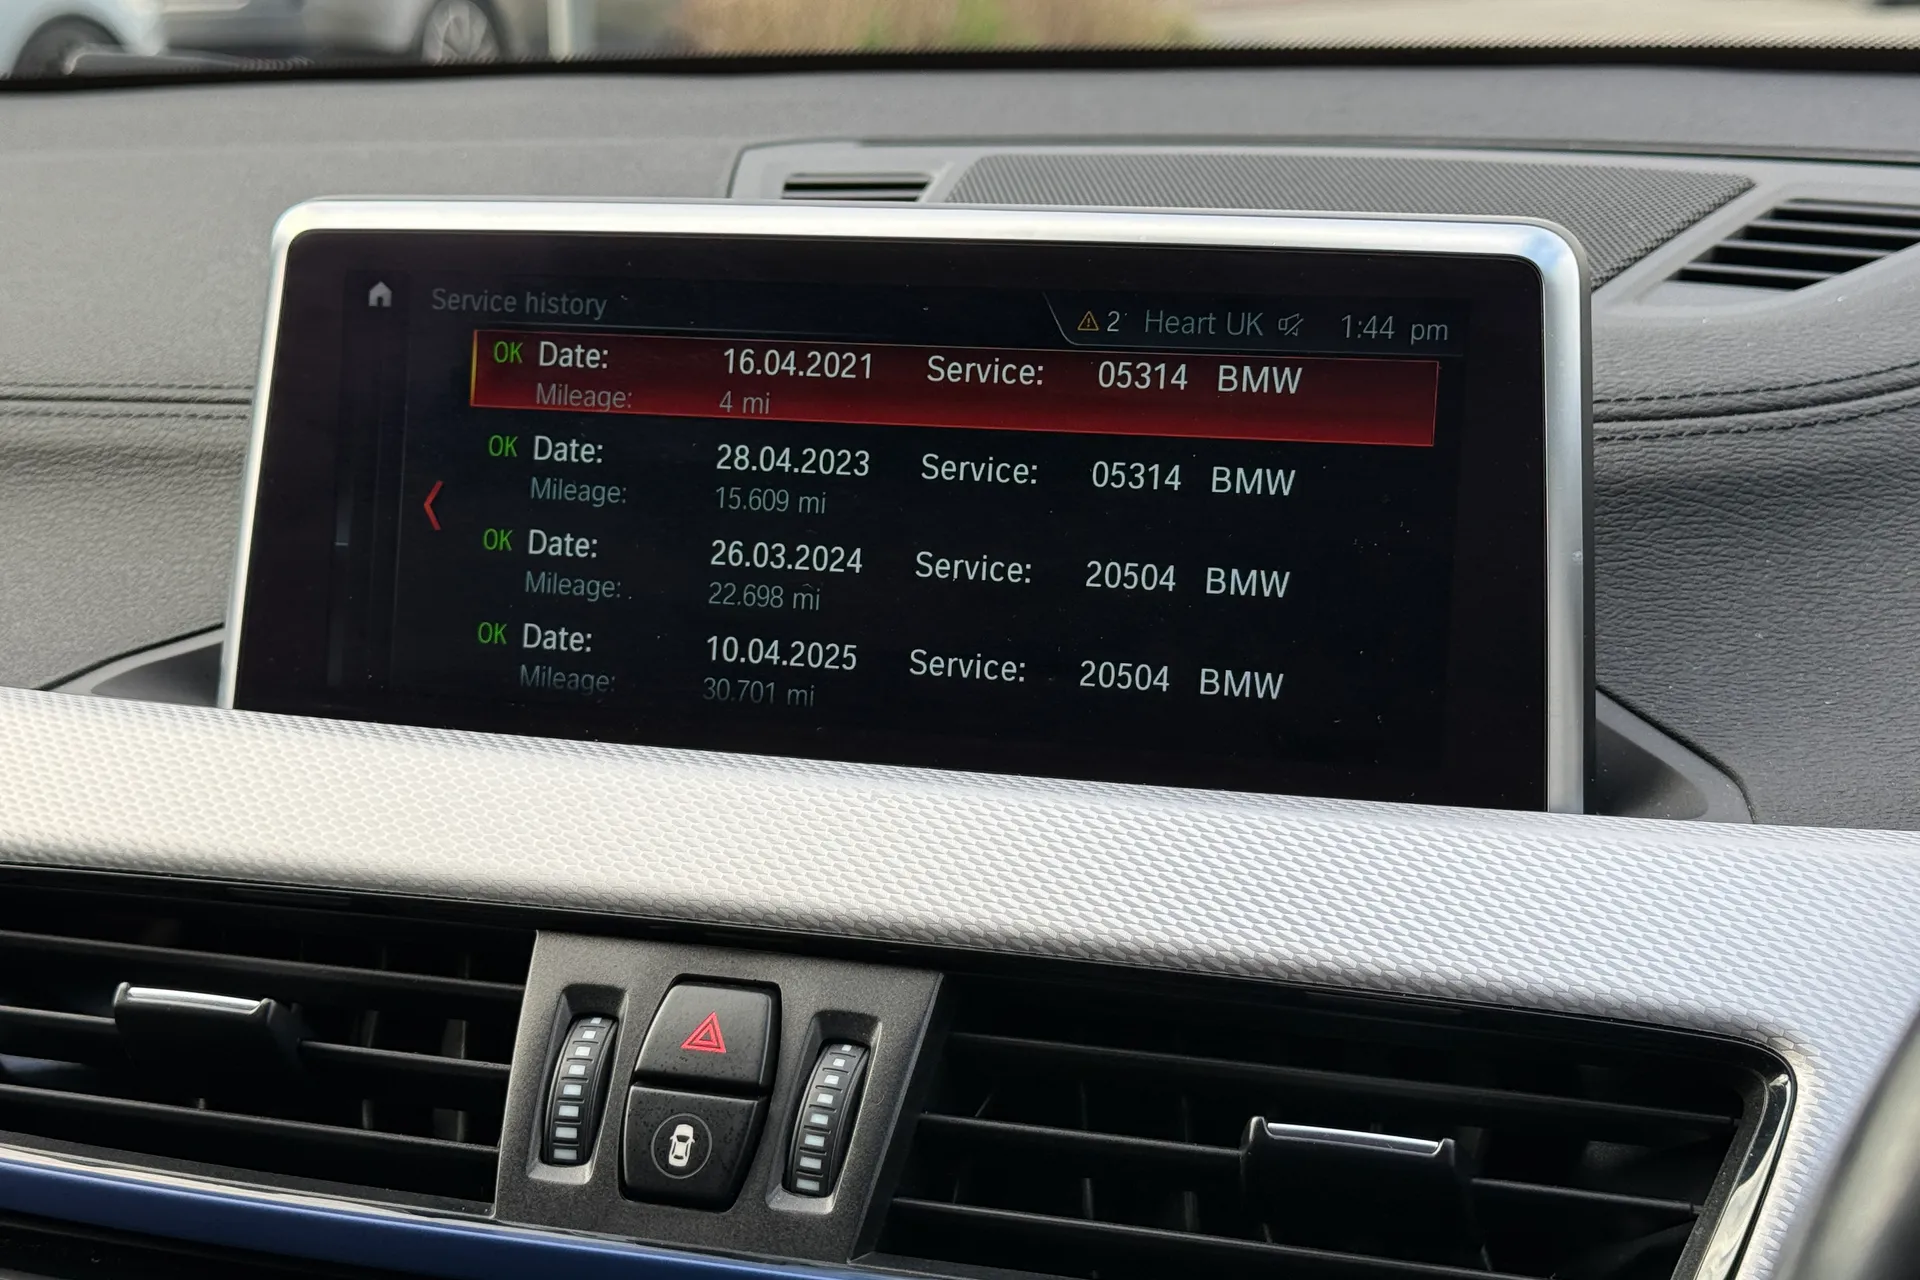 Service history
2 Heart UK 1:44 pm
OK Date: 16.04.2021 Service: 05314 BMW
Mileage: 4 mi
OK Date: 28.04.2023 Service: 05314 BMW
Mileage: 15.609 mi
OK Date: 26.03.2024 Service: 20504 BMW
Mileage: 22.698 mi
OK Date: 10.04.2025 Service: 20504 BMW
Mileage: 30.701 mi